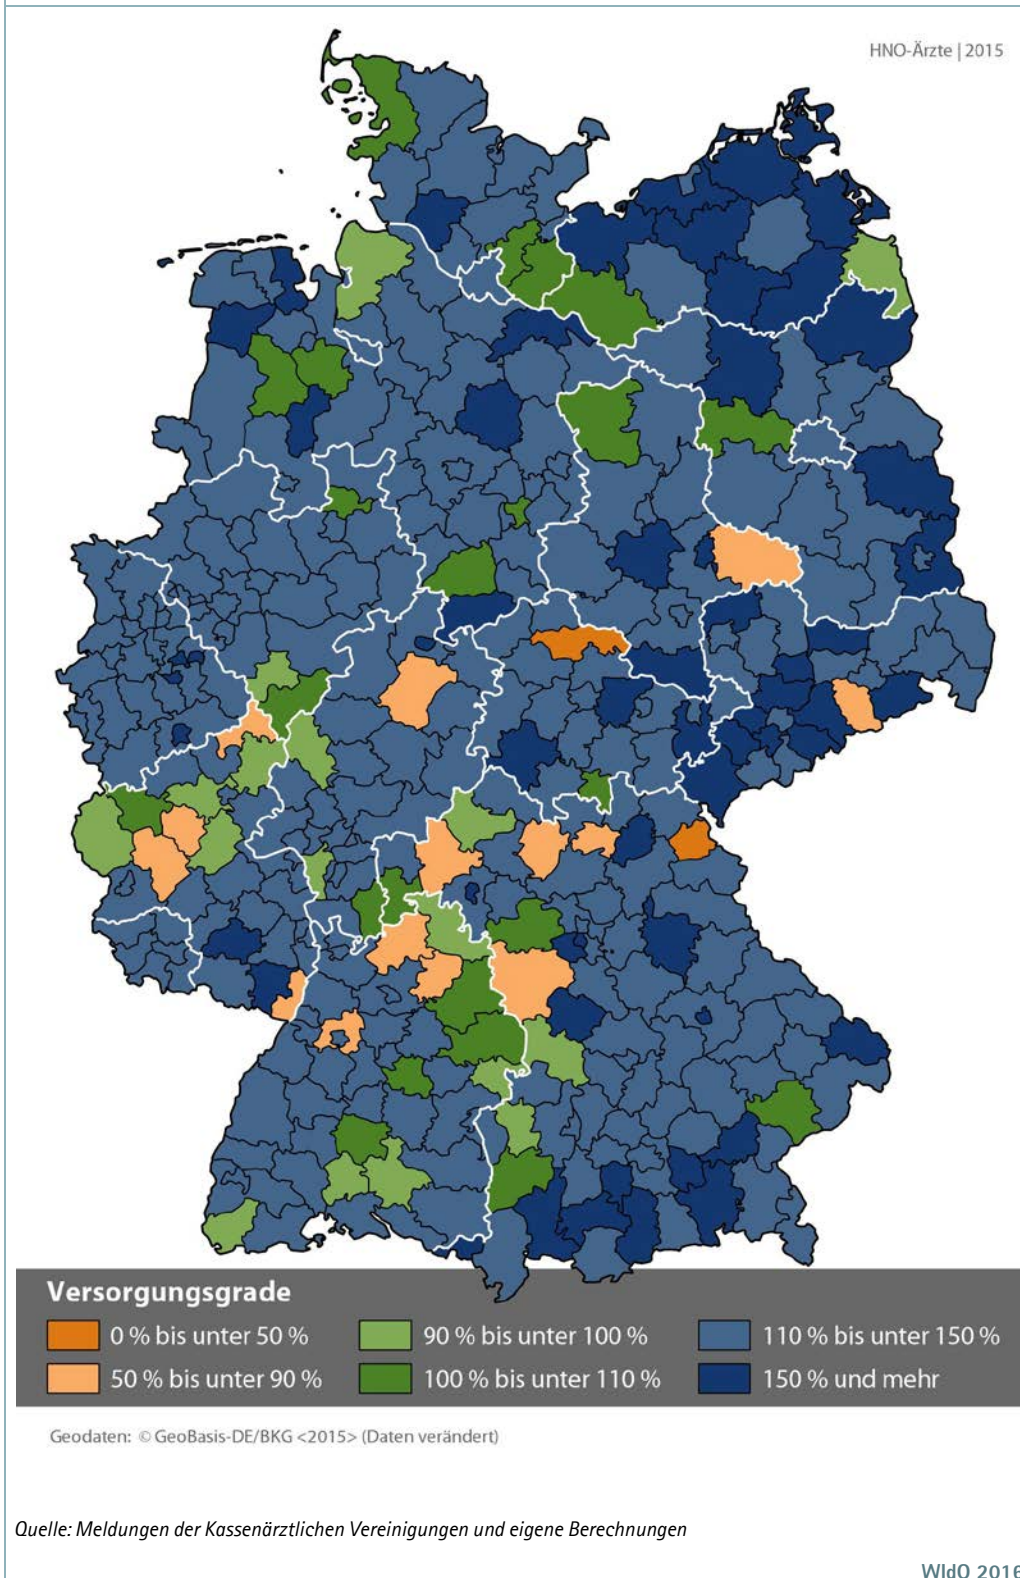 HNO-Ärzte | 2015
Versorgungsgrade
0 % bis unter 50 %
90 % bis unter 100 %
110 % bis unter 150 %
50 % bis unter 90 %
100 % bis unter 110 %
150 % und mehr
Geodaten: © GeoBasis-DE/BKG <2015> (Daten verändert)
Quelle: Meldungen der Kassenärztlichen Vereinigungen und eigene Berechnungen
WIdO 2016